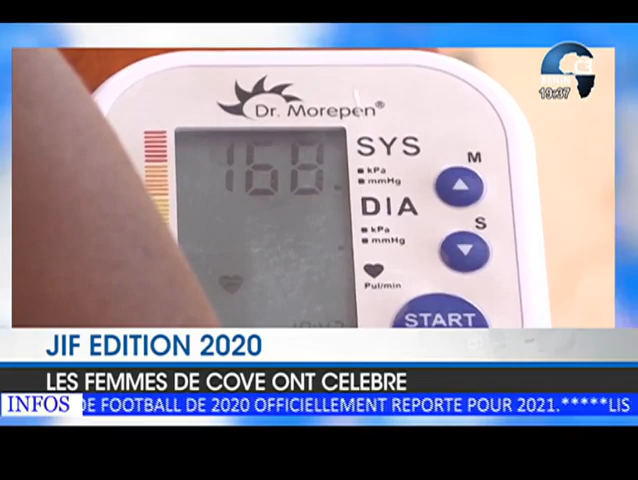 19:37
Dr. Morepen®
168
SYS
kPa
mmHg
M
DIA
kPa
mmHg
S
Pul/min
START
JIF EDITION 2020
LES FEMMES DE COVE ONT CELEBRE
INFOS DE FOOTBALL DE 2020 OFFICIELLEMENT REPORTE POUR 2021.*****LIS